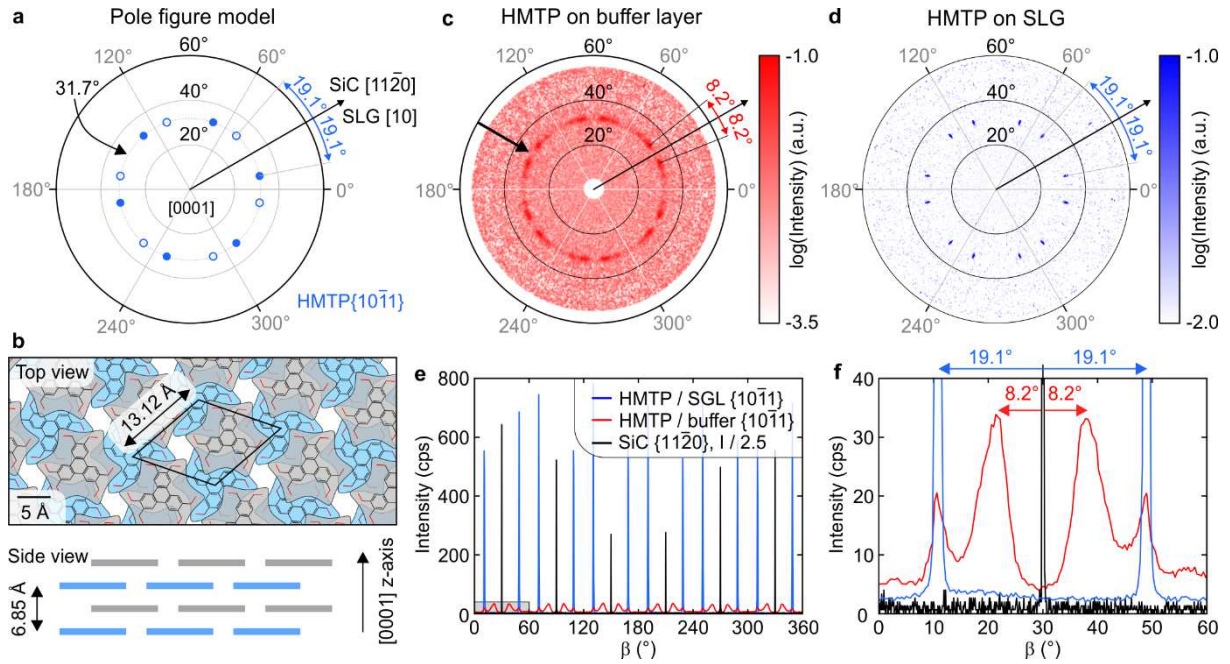 a
Pole figure model
120°
60°
60°
31.7°
40°
20°
19.1°
19.1°
SiC [112̅0]
SLG [10]
180°
0°
[0001]
HMTP{101̅1}
240°
300°
c
HMTP on buffer layer
120°
60°
60°
40°
20°
8.2°
8.2°
180°
0°
240°
300°
-1.0
log(Intensity) (a.u.)
-3.5
d
HMTP on SLG
120°
60°
60°
40°
20°
19.1°
19.1°
180°
0°
240°
300°
-1.0
log(Intensity) (a.u.)
-2.0
b
Top view
13.12 Å
5 Å
Side view
6.85 Å
[0001] z-axis
e
800
600
400
200
0
Intensity (cps)
HMTP / SGL {101̅1}
HMTP / buffer {101̅1}
SiC {112̅0}, I / 2.5
0
60
120
180
240
300
360
β (°)
f
19.1°
19.1°
8.2°
8.2°
40
30
20
10
0
Intensity (cps)
0
10
20
30
40
50
60
β (°)